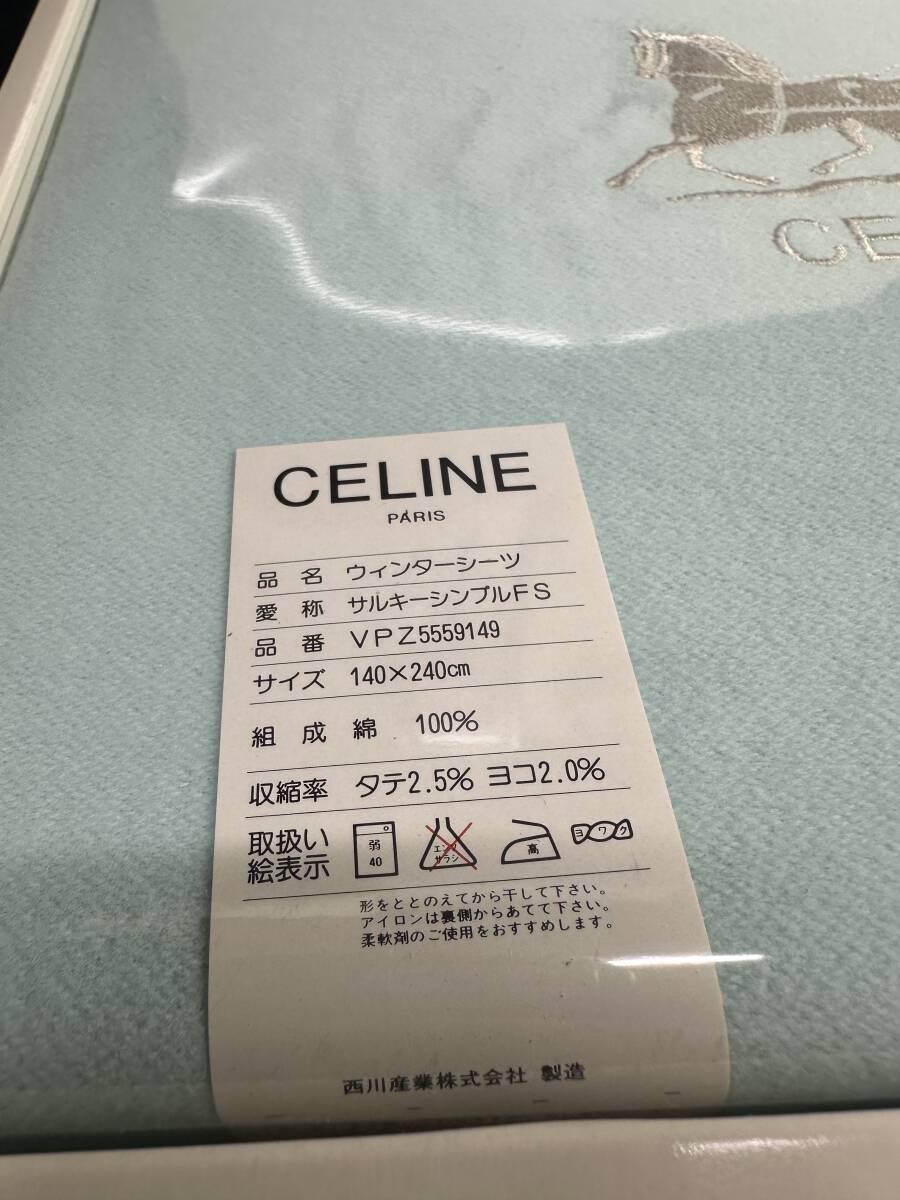 CE
CELINE
PARIS
品名 ウィンターシーツ
愛称 サルキーシンプルFS
品番 VPZ5559149
サイズ 140×240cm
組成 綿 100%
収縮率 タテ2.5% ヨコ2.0%
取扱い
絵表示
弱
40
エンソ
サラシ
高
ヨワク
形をととのえてから干して下さい。
アイロンは裏側からあてて下さい。
柔軟剤のご使用をおすすめします。
西川産業株式会社 製造